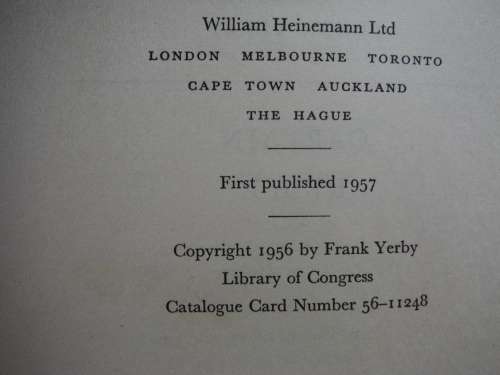 William Heinemann Ltd
LONDON MELBOURNE TORONTO
CAPE TOWN AUCKLAND
THE HAGUE
First published 1957
Copyright 1956 by Frank Yerby
Library of Congress
Catalogue Card Number 56–11248